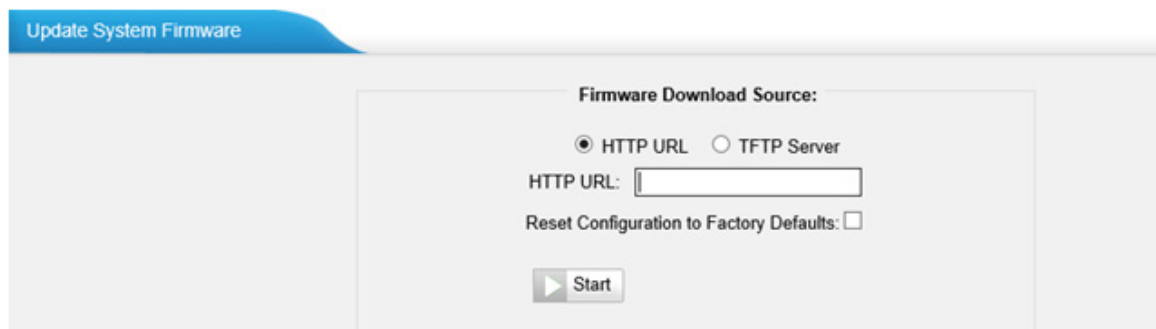 Update System Firmware
Firmware Download Source:
HTTP URL TFTP Server
HTTP URL:
Reset Configuration to Factory Defaults:
Start